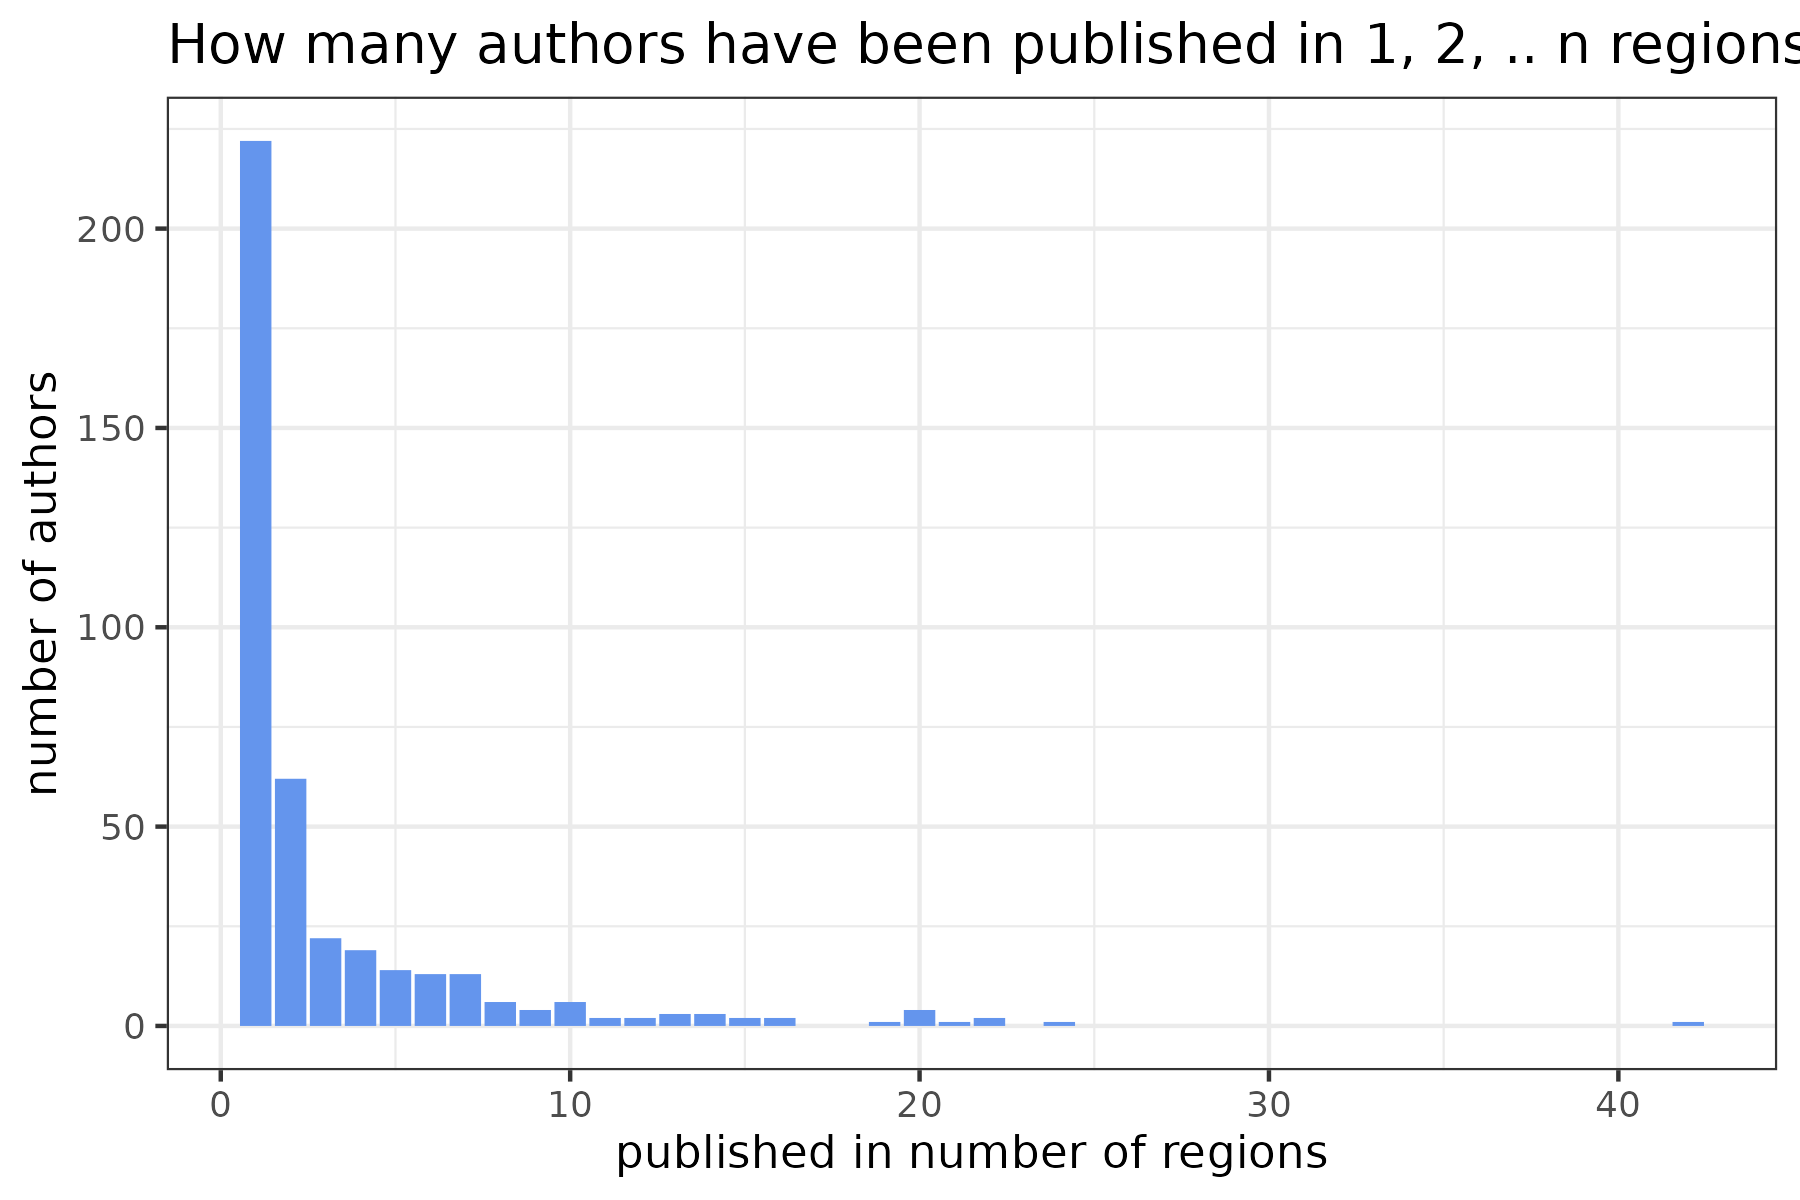 How many authors have been published in 1, 2, .. n regions
number of authors
200
150
100
50
0
0 10 20 30 40
published in number of regions